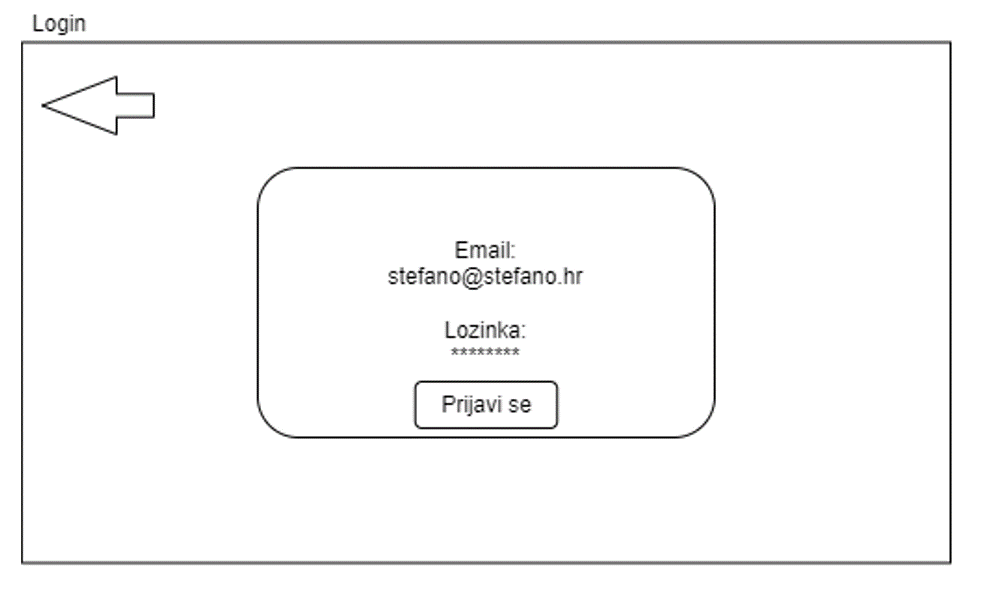 Login
Email:
stefano@stefano.hr
Lozinka:
********
Prijavi se